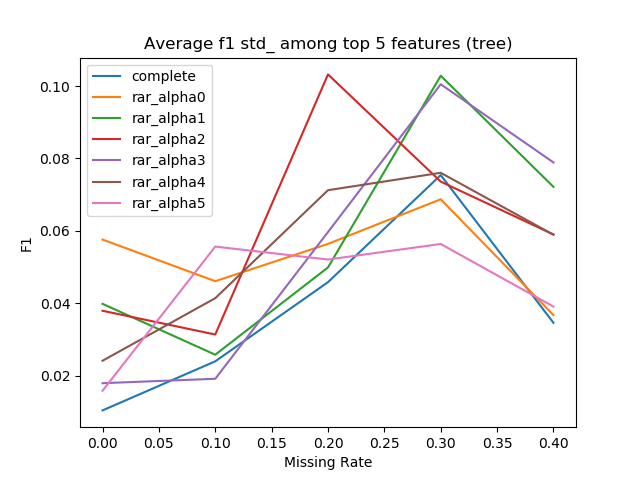 Average f1 std_ among top 5 features (tree)
complete
rar_alpha0
rar_alpha1
rar_alpha2
rar_alpha3
rar_alpha4
rar_alpha5
0.10
0.08
0.06
0.04
0.02
F1
0.00 0.05 0.10 0.15 0.20 0.25 0.30 0.35 0.40
Missing Rate